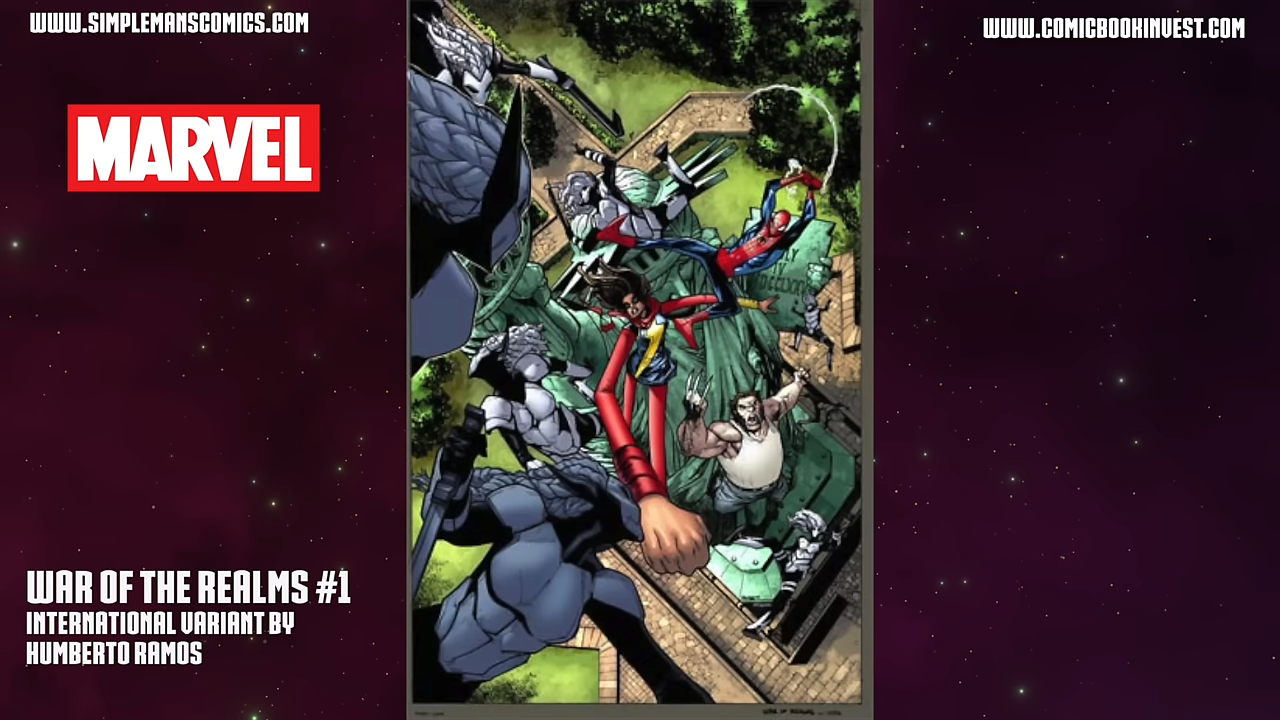 WWW.SIMPLEMANSCOMICS.COM
WWW.COMICBOOKINVEST.COM
MARVEL
WAR OF THE REALMS #1
INTERNATIONAL VARIANT BY
HUMBERTO RAMOS